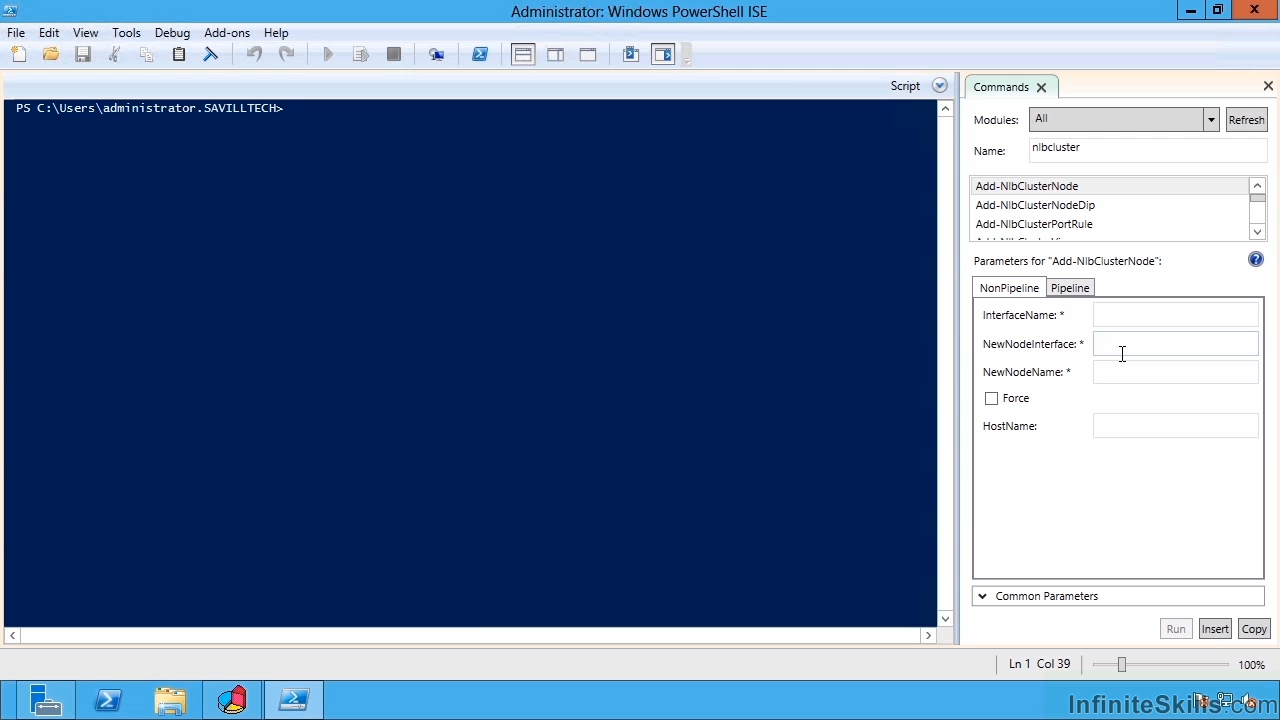 Administrator: Windows PowerShell ISE
File Edit View Tools Debug Add-ons Help
Script
PS C:\Users\administrator.SAVILLTECH>
Commands
Modules: All Refresh
Name: nlbcluster
Add-NlbClusterNode
Add-NlbClusterNodeDip
Add-NlbClusterPortRule
Parameters for "Add-NlbClusterNode":
NonPipeline Pipeline
InterfaceName: *
NewNodeInterface: *
NewNodeName: *
Force
HostName:
Common Parameters
Run Insert Copy
Ln 1 Col 39 100%
InfiniteSkills.com